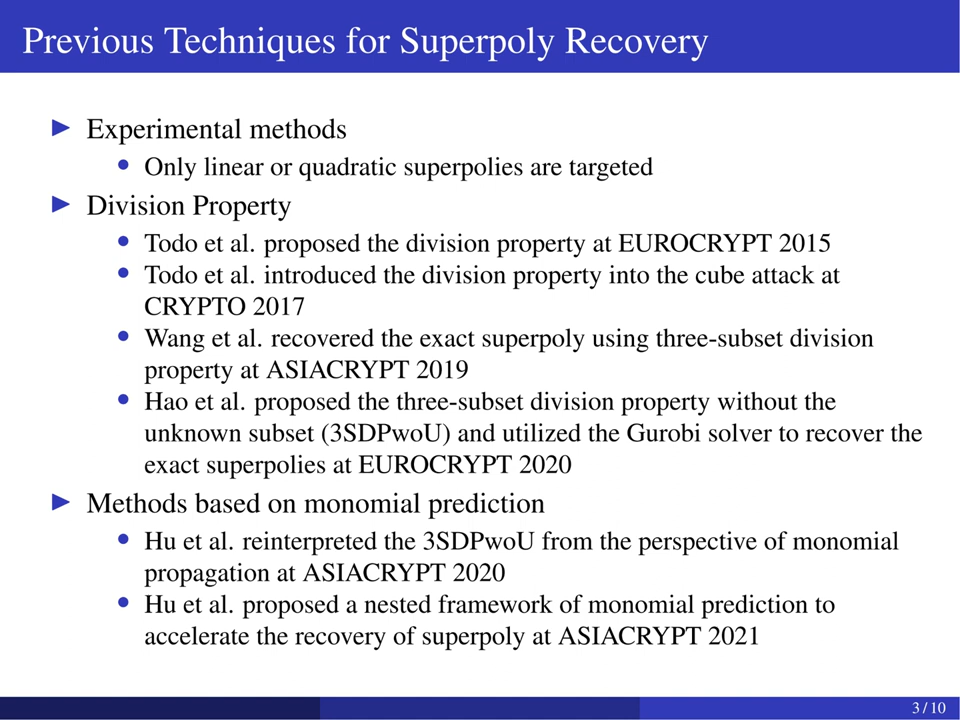 Previous Techniques for Superpoly Recovery
Experimental methods
Only linear or quadratic superpolies are targeted
Division Property
Todo et al. proposed the division property at EUROCRYPT 2015
Todo et al. introduced the division property into the cube attack at
CRYPTO 2017
Wang et al. recovered the exact superpoly using three-subset division
property at ASIACRYPT 2019
Hao et al. proposed the three-subset division property without the
unknown subset (3SDPwoU) and utilized the Gurobi solver to recover the
exact superpolies at EUROCRYPT 2020
Methods based on monomial prediction
Hu et al. reinterpreted the 3SDPwoU from the perspective of monomial
propagation at ASIACRYPT 2020
Hu et al. proposed a nested framework of monomial prediction to
accelerate the recovery of superpoly at ASIACRYPT 2021
3 / 10